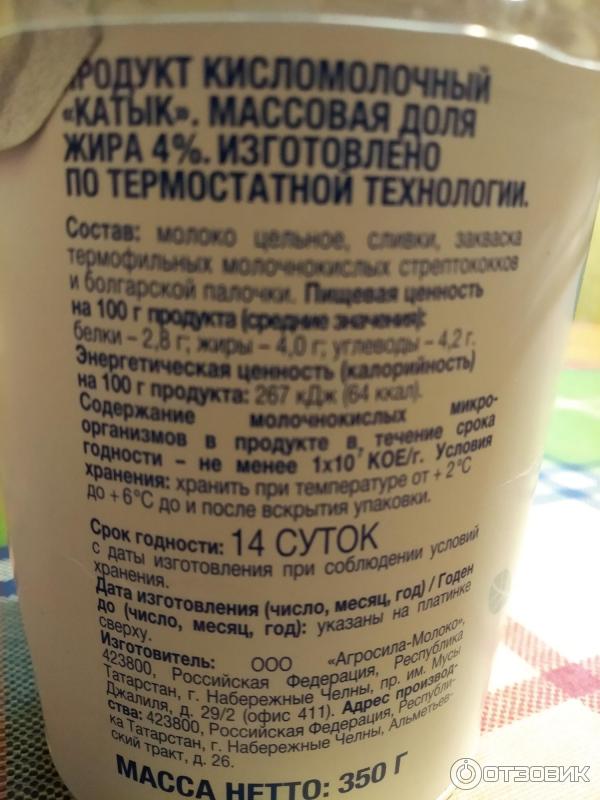 ПРОДУКТ КИСЛОМОЛОЧНЫЙ
«КАТЫК». МАССОВАЯ ДОЛЯ
ЖИРА 4%. ИЗГОТОВЛЕНО
ПО ТЕРМОСТАТНОЙ ТЕХНОЛОГИИ.
Состав: молоко цельное, сливки, закваска
термофильных молочнокислых стрептококков
и болгарской палочки. Пищевая ценность
на 100 г продукта (средние значения):
белки – 2,8 г; жиры – 4,0 г; углеводы – 4,2 г.
Энергетическая ценность (калорийность)
на 100 г продукта: 267 кДж (64 ккал).
Содержание молочнокислых микро-
организмов в продукте в течение срока
годности – не менее 1х10⁷ КОЕ/г. Условия
хранения: хранить при температуре от +2°С
до +6°С до и после вскрытия упаковки.
Срок годности: 14 СУТОК
с даты изготовления при соблюдении условий
хранения.
Дата изготовления (число, месяц, год) / Годен
до (число, месяц, год): указаны на платинке
сверху.
Изготовитель: ООО «Агросила-Молоко»,
423800, Российская Федерация, Республика
Татарстан, г. Набережные Челны, пр. им. Мусы
Джалиля, д. 29/2 (офис 411). Адрес производ-
ства: 423800, Российская Федерация, Республи-
ка Татарстан, г. Набережные Челны, Альметьев-
ский тракт, д. 26.
МАССА НЕТТО: 350 Г
ОТЗОВИК